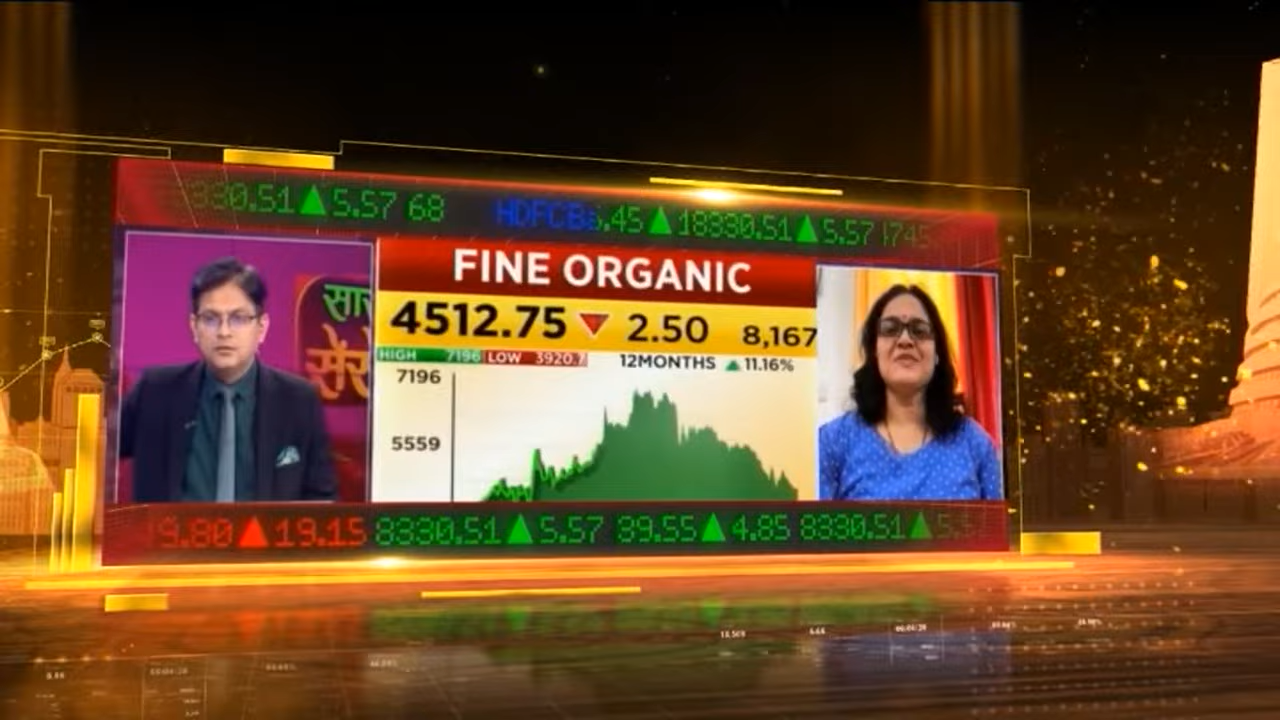 330.51 ▲ 5.57 68 HDFCB .45 ▲ 18330.51 ▲ 5.57 1745
FINE ORGANIC
4512.75 ▼ 2.50 8,167
HIGH 7196 LOW 3920.7 12MONTHS ▲ 11.16%
7196
5559
9.80 ▲ 19.15 8330.51 ▲ 5.57 39.55 ▲ 4.85 8330.51 ▲ 5.5